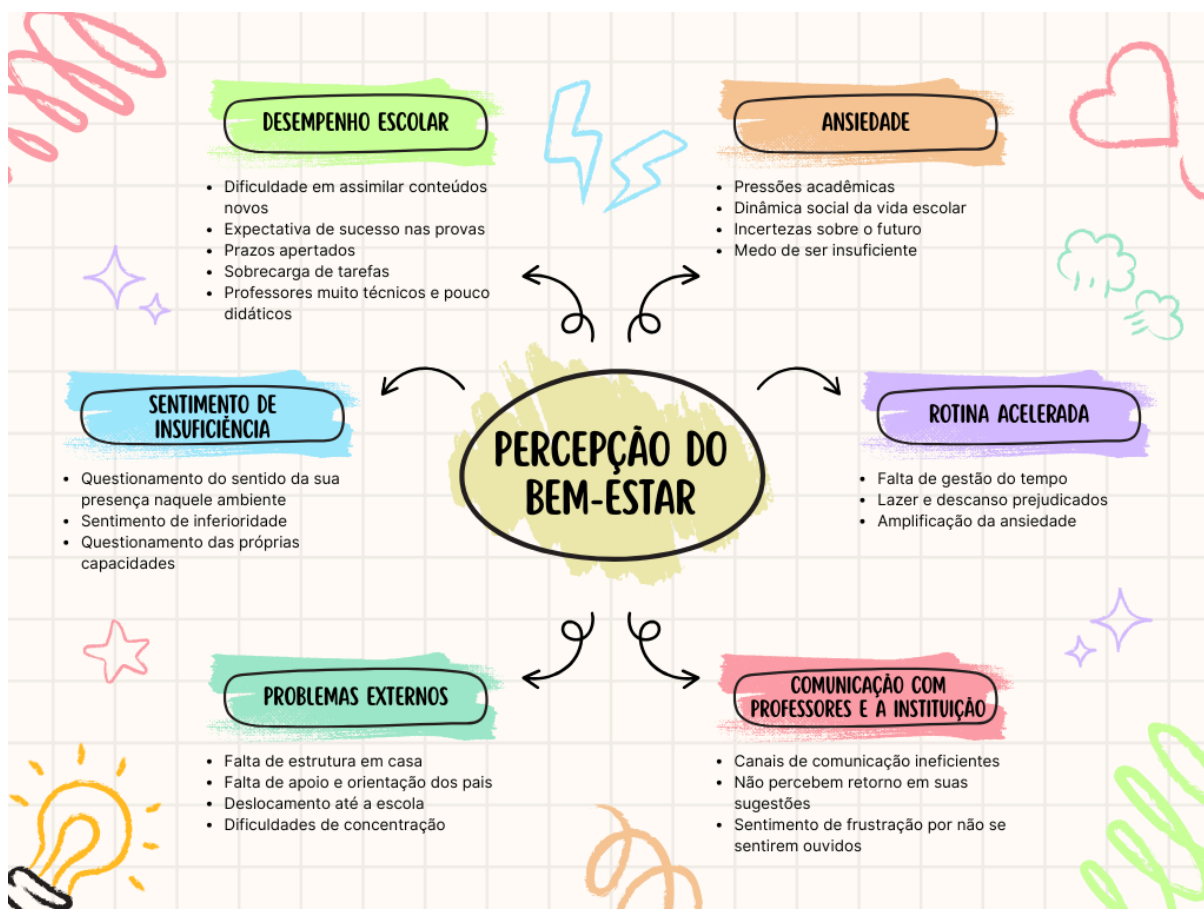 DESEMPENHO ESCOLAR
• Dificuldade em assimilar conteúdos
novos
• Expectativa de sucesso nas provas
• Prazos apertados
• Sobrecarga de tarefas
• Professores muito técnicos e pouco
didáticos
ANSIEDADE
• Pressões acadêmicas
• Dinâmica social da vida escolar
• Incertezas sobre o futuro
• Medo de ser insuficiente
SENTIMENTO DE
INSUFICIÊNCIA
• Questionamento do sentido da sua
presença naquele ambiente
• Sentimento de inferioridade
• Questionamento das próprias
capacidades
PERCEPÇÃO DO
BEM-ESTAR
ROTINA ACELERADA
• Falta de gestão do tempo
• Lazer e descanso prejudicados
• Amplificação da ansiedade
PROBLEMAS EXTERNOS
• Falta de estrutura em casa
• Falta de apoio e orientação dos pais
• Deslocamento até a escola
• Dificuldades de concentração
COMUNICAÇÃO COM
PROFESSORES E A INSTITUIÇÃO
• Canais de comunicação ineficientes
• Não percebem retorno em suas
sugestões
• Sentimento de frustração por não se
sentirem ouvidos